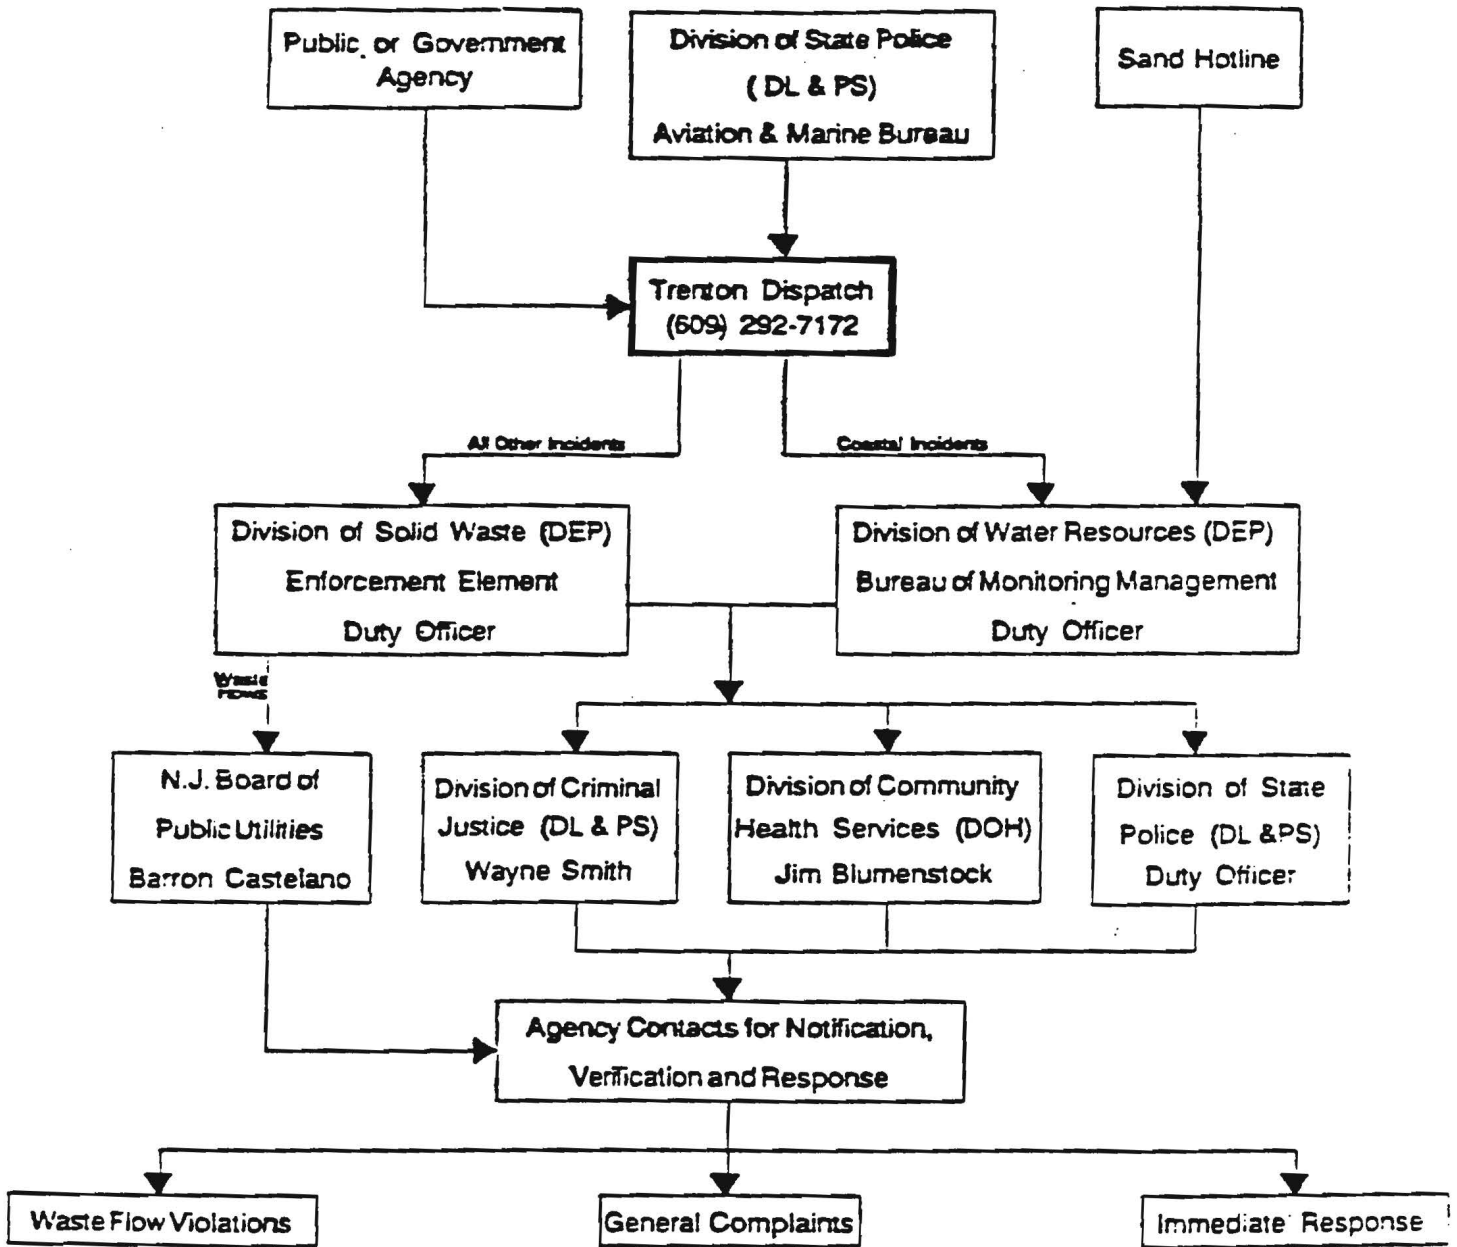 Public or Government
Agency
Division of State Police
( DL & PS)
Aviation & Marine Bureau
Sand Hotline
Trenton Dispatch
(609) 292-7172
All Other Incidents
Coastal Incidents
Division of Solid Waste (DEP)
Enforcement Element
Duty Officer
Division of Water Resources (DEP)
Bureau of Monitoring Management
Duty Officer
Waste
Flows
N.J. Board of
Public Utilities
Barron Castelano
Division of Criminal
Justice (DL & PS)
Wayne Smith
Division of Community
Health Services (DOH)
Jim Blumenstock
Division of State
Police (DL &PS)
Duty Officer
Agency Contacts for Notification,
Verification and Response
Waste Flow Violations
General Complaints
Immediate Response